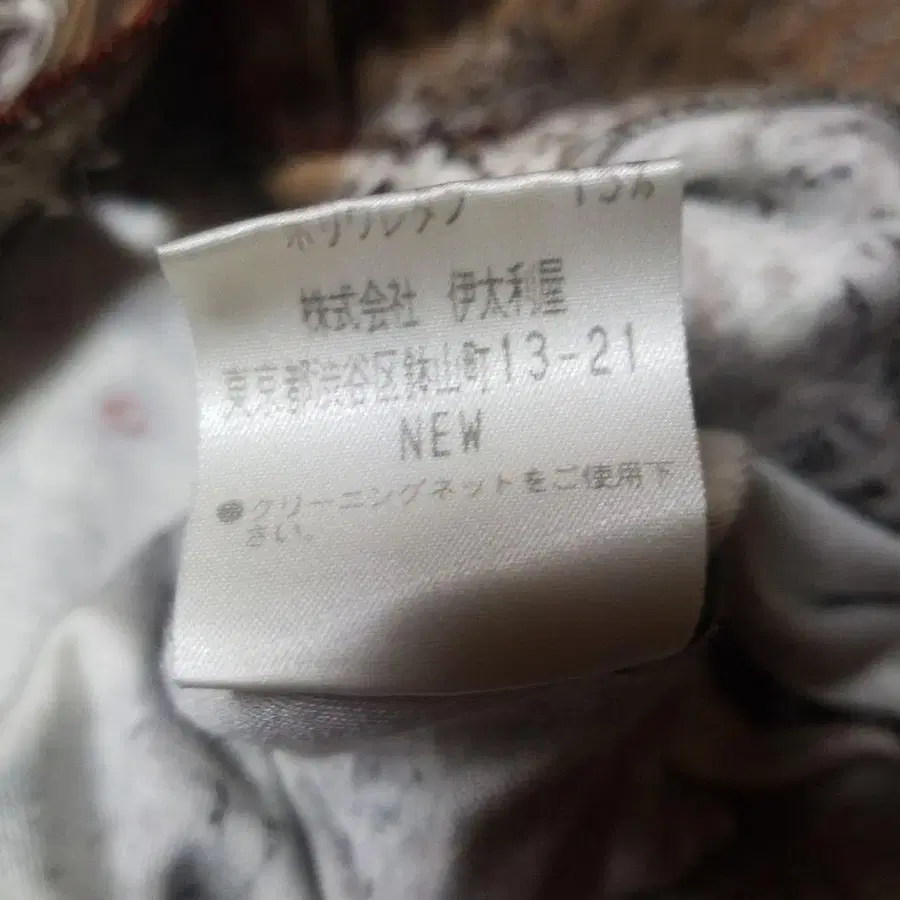 ポリウレタン 15%
株式会社 伊太利屋
東京都渋谷区鉢山町13-21
NEW
●クリーニングネットをご使用下
さい。